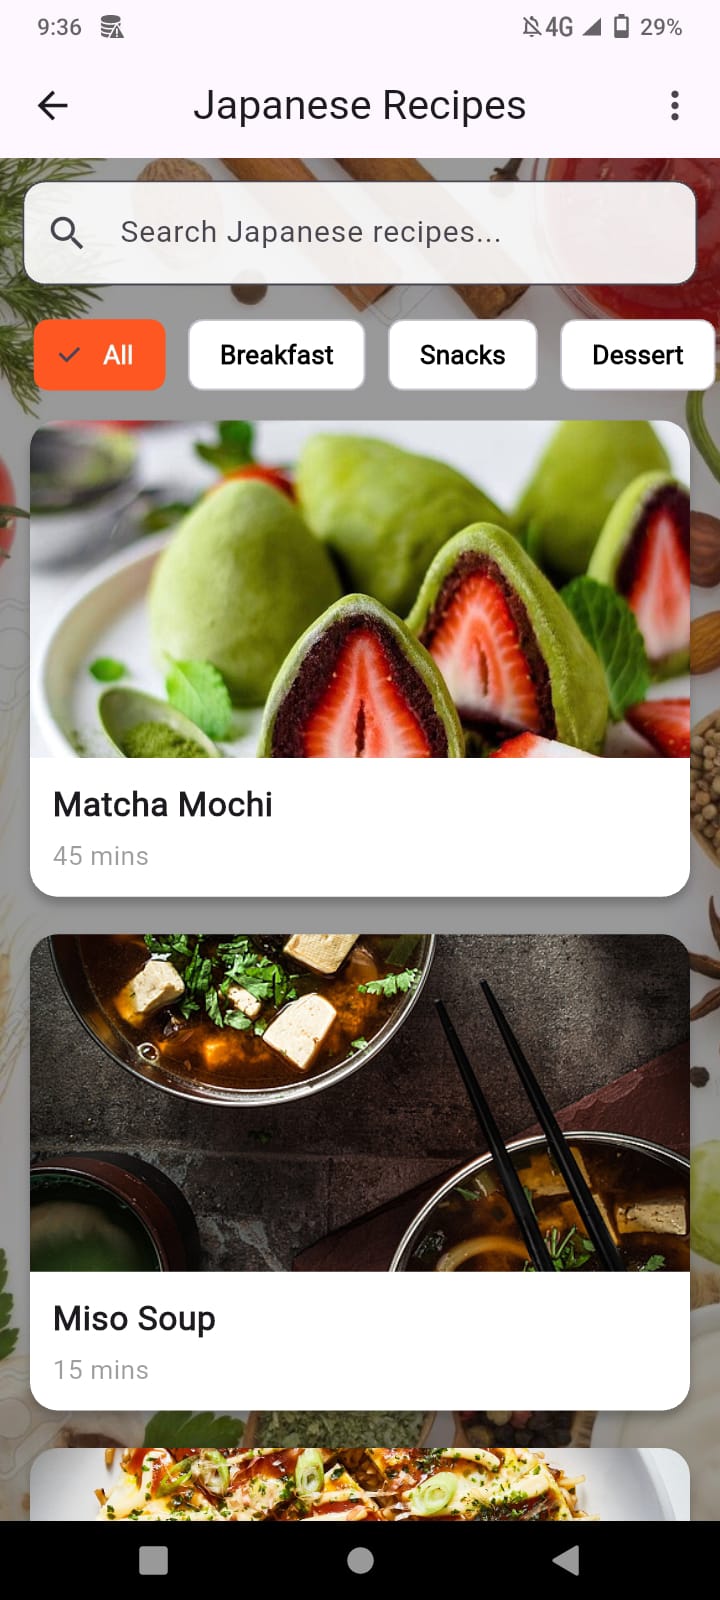 9:36 4G 29%
Japanese Recipes
Search Japanese recipes...
All Breakfast Snacks Dessert
Matcha Mochi
45 mins
Miso Soup
15 mins